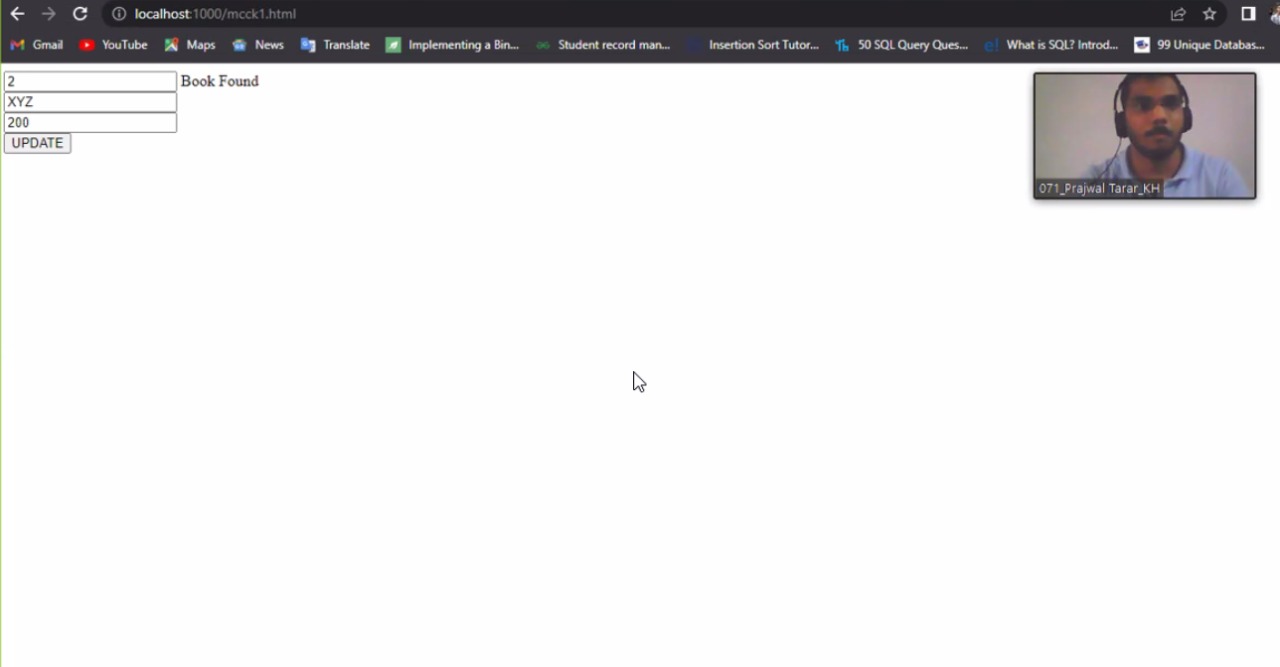 localhost:1000/mcck1.html
Gmail YouTube Maps News Translate Implementing a Bin... Student record man... Insertion Sort Tutor... 50 SQL Query Ques... What is SQL? Introd... 99 Unique Databas...
2 Book Found
XYZ
200
UPDATE
071_Prajwal Tarar_KH